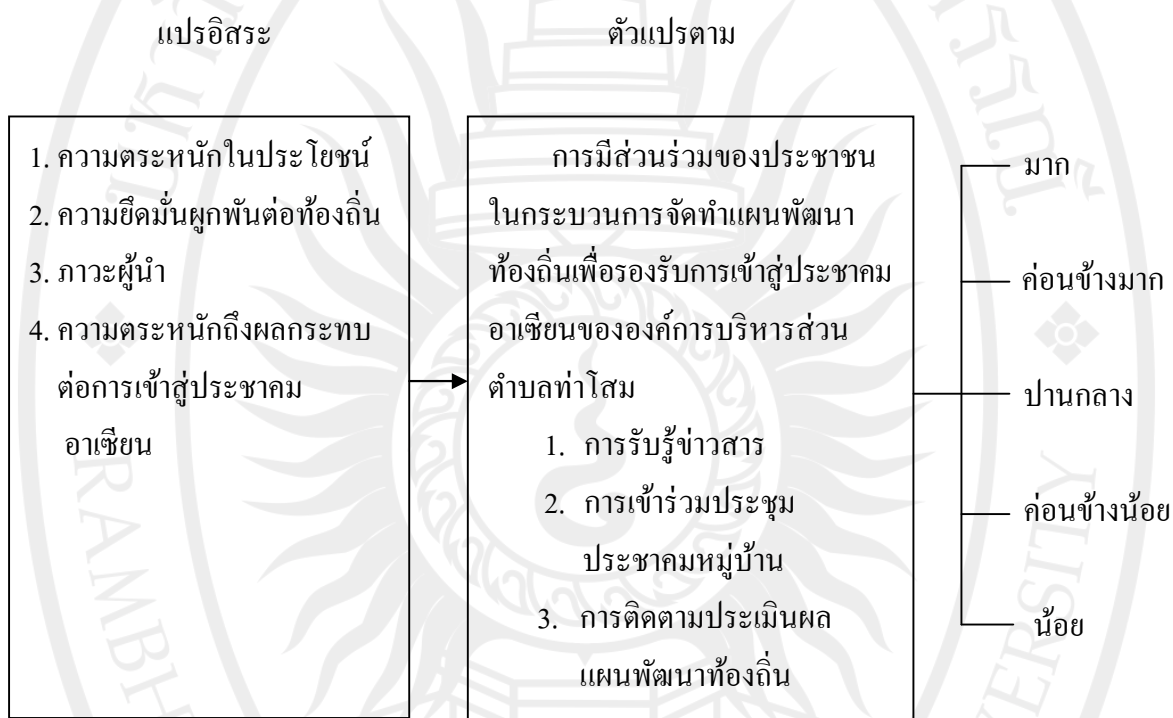 แปรอิสระ
ตัวแปรตาม
1. ความตระหนักในประโยชน์
2. ความยึดมั่นผูกพันต่อท้องถิ่น
3. ภาวะผู้นำ
4. ความตระหนักถึงผลกระทบ
ต่อการเข้าสู่ประชาคม
อาเซียน
การมีส่วนร่วมของประชาชน
ในกระบวนการจัดทำแผนพัฒนา
ท้องถิ่นเพื่อรองรับการเข้าสู่ประชาคม
อาเซียนขององค์การบริหารส่วน
ตำบลท่าโสม
1. การรับรู้ข่าวสาร
2. การเข้าร่วมประชุม
ประชาคมหมู่บ้าน
3. การติดตามประเมินผล
แผนพัฒนาท้องถิ่น
มาก
ค่อนข้างมาก
ปานกลาง
ค่อนข้างน้อย
น้อย